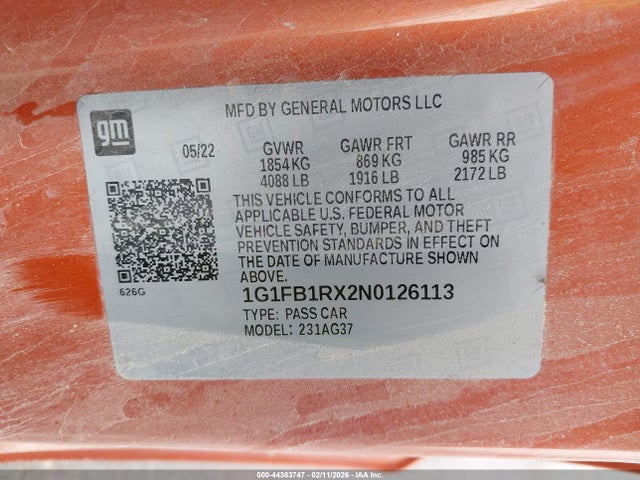 MFD BY GENERAL MOTORS LLC
gm
05/22 GVWR GAWR FRT GAWR RR
1854 KG 869 KG 985 KG
4088 LB 1916 LB 2172 LB
THIS VEHICLE CONFORMS TO ALL
APPLICABLE U.S. FEDERAL MOTOR
VEHICLE SAFETY, BUMPER, AND THEFT
PREVENTION STANDARDS IN EFFECT ON
THE DATE OF MANUFACTURE SHOWN
ABOVE.
626G
1G1FB1RX2N0126113
TYPE: PASS CAR
MODEL: 231AG37
000-44363747 - 02/11/2026 - IAA Inc.